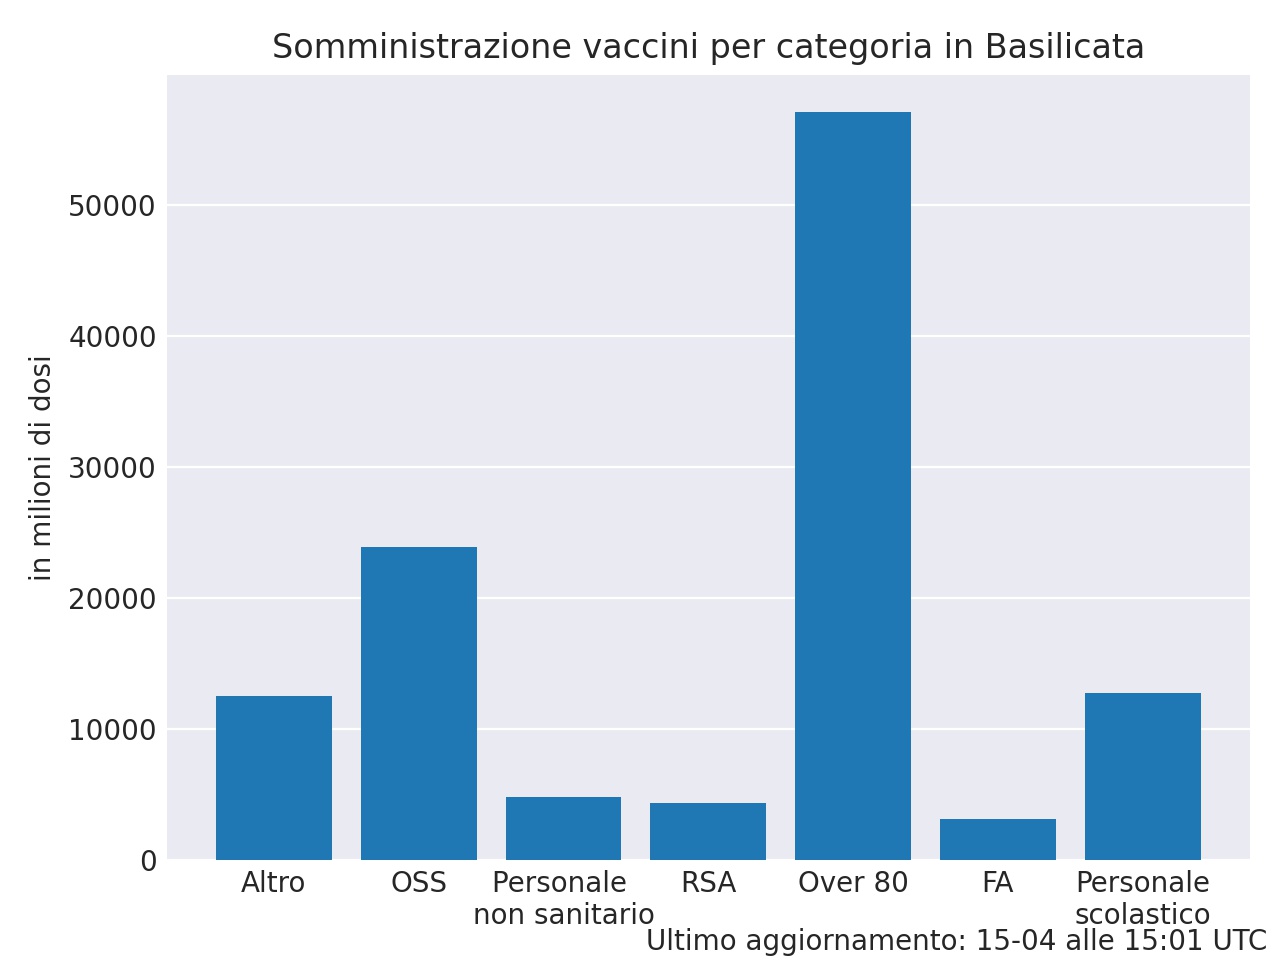 Somministrazione vaccini per categoria in Basilicata
in milioni di dosi
50000
40000
30000
20000
10000
0
Altro
OSS
Personale
non sanitario
RSA
Over 80
FA
Personale
scolastico
Ultimo aggiornamento: 15-04 alle 15:01 UTC